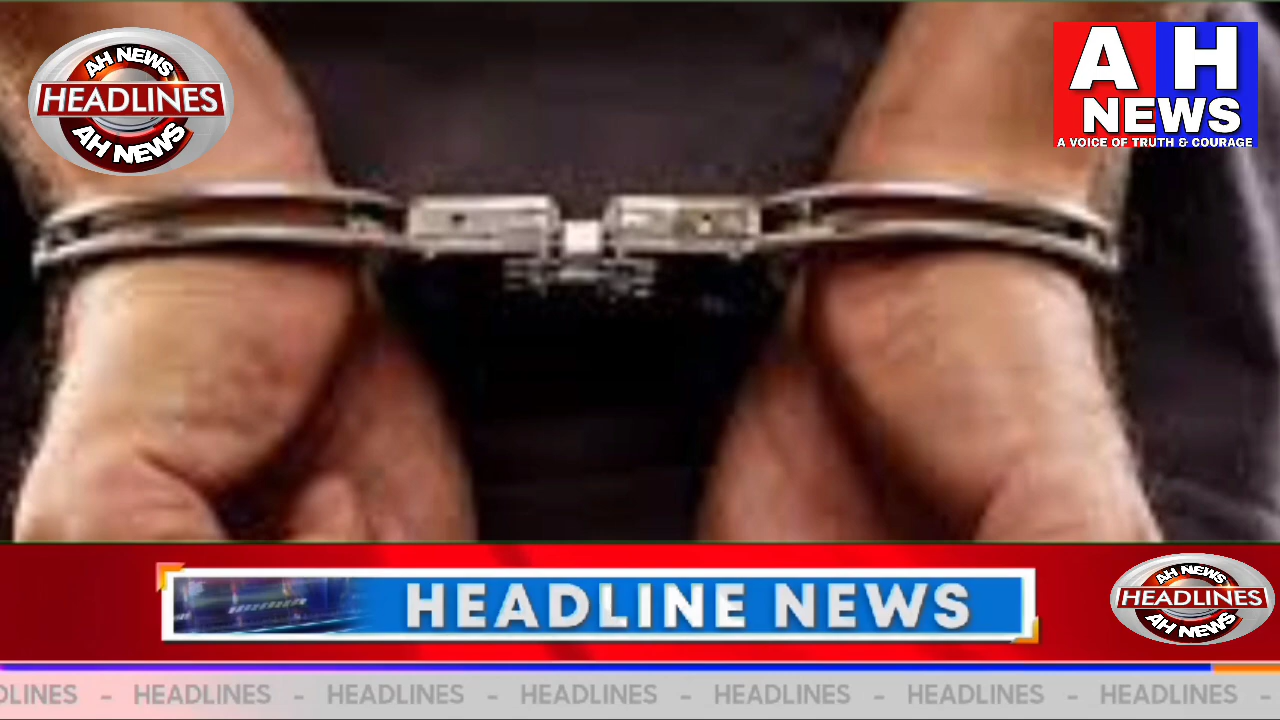 AH NEWS
HEADLINES
AH NEWS
A H
NEWS
A VOICE OF TRUTH & COURAGE
HEADLINE NEWS
AH NEWS
HEADLINES
AH NEWS
DLINES - HEADLINES - HEADLINES - HEADLINES - HEADLINES - HEADLINES - HEADLINES -